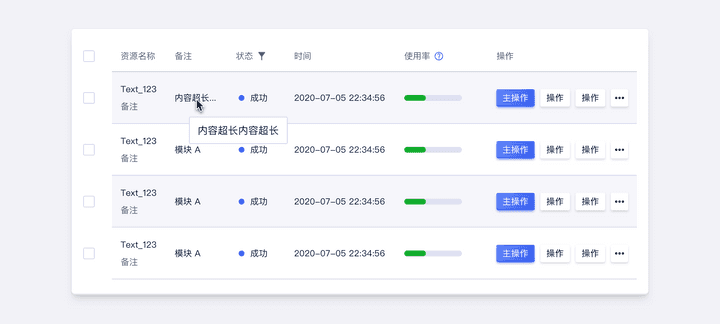 资源名称 备注 状态 时间 使用率 操作
Text_123
备注
内容超长... 成功 2020-07-05 22:34:56 主操作 操作 操作
内容超长内容超长
Text_123
备注
模块 A 成功 2020-07-05 22:34:56 主操作 操作 操作
Text_123
备注
模块 A 成功 2020-07-05 22:34:56 主操作 操作 操作
Text_123
备注
模块 A 成功 2020-07-05 22:34:56 主操作 操作 操作